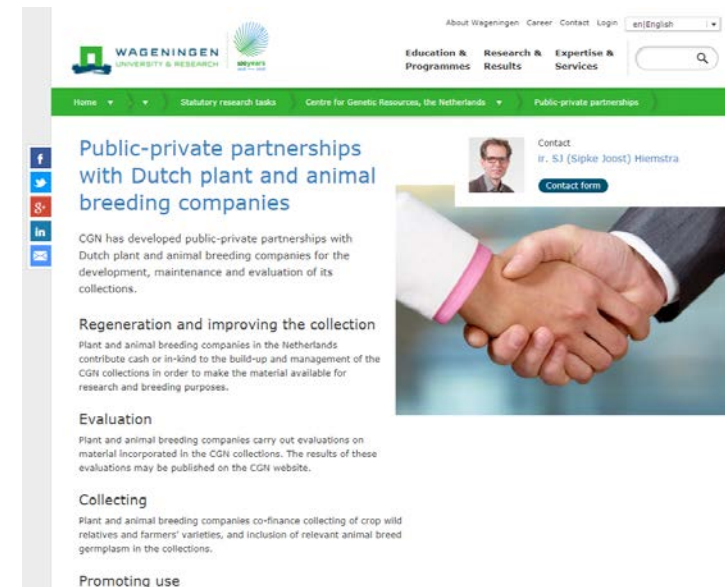 About Wageningen Career Contact Login en|English
WAGENINGEN
UNIVERSITY & RESEARCH
100years
Education & Programmes
Research & Results
Expertise & Services
Home Statutory research tasks Centre for Genetic Resources, the Netherlands Public-private partnerships
Public-private partnerships
with Dutch plant and animal
breeding companies
Contact
ir. SJ (Sipke Joost) Hiemstra
Contact form
CGN has developed public-private partnerships with
Dutch plant and animal breeding companies for the
development, maintenance and evaluation of its
collections.
Regeneration and improving the collection
Plant and animal breeding companies in the Netherlands
contribute cash or in-kind to the build-up and management of the
CGN collections in order to make the material available for
research and breeding purposes.
Evaluation
Plant and animal breeding companies carry out evaluations on
material incorporated in the CGN collections. The results of these
evaluations may be published on the CGN website.
Collecting
Plant and animal breeding companies co-finance collecting of crop wild
relatives and farmers' varieties, and inclusion of relevant animal breed
germplasm in the collections.
Promoting use